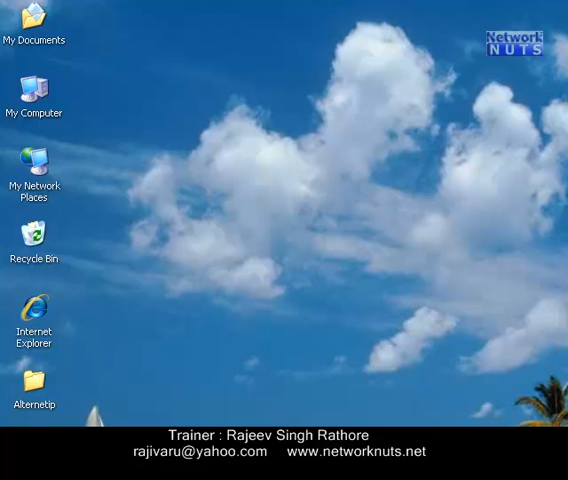 My Documents
Network
NUTS
My Computer
My Network
Places
Recycle Bin
Internet
Explorer
Alternetip
Trainer : Rajeev Singh Rathore
rajivaru@yahoo.com www.networknuts.net